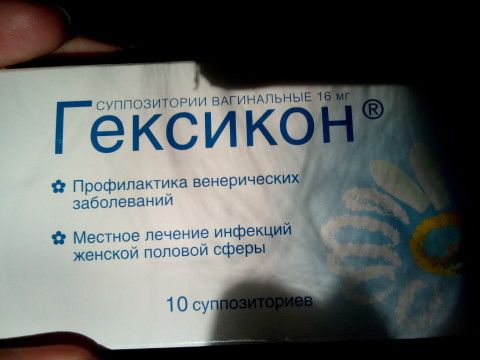 СУППОЗИТОРИИ ВАГИНАЛЬНЫЕ 16 мг
Гексикон®
Профилактика венерических
заболеваний
Местное лечение инфекций
женской половой сферы
10 суппозиториев